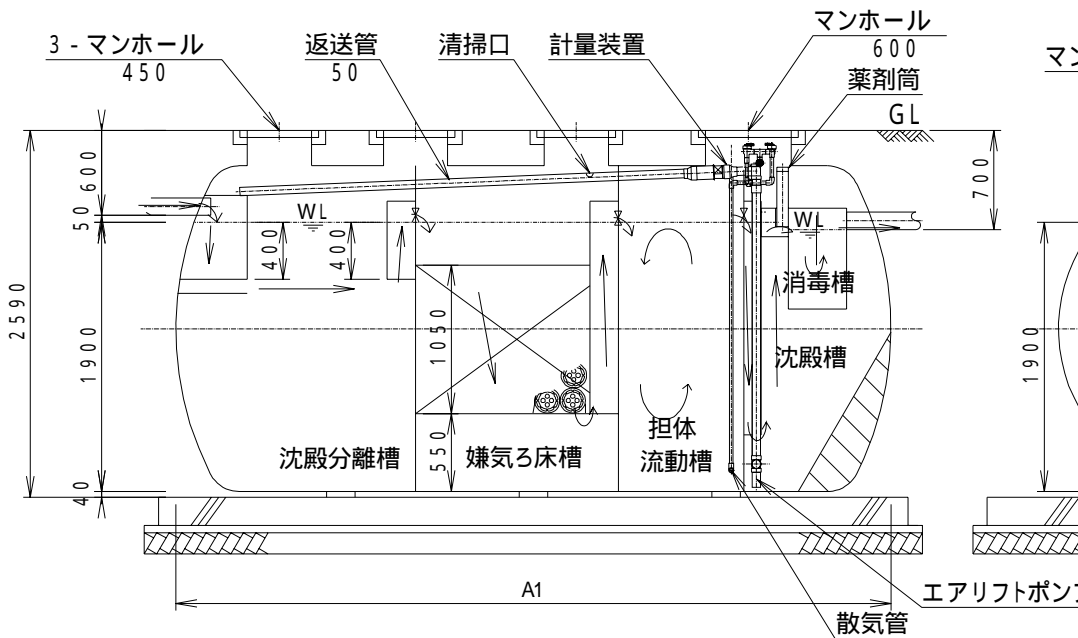 3 - マンホール
450
返送管
50
清掃口
計量装置
マンホール
600
薬剤筒
GL
マン
600
50
2590
1900
40
WL
400
400
1050
550
WL
700
消毒槽
沈殿槽
沈殿分離槽
嫌気ろ床槽
担体
流動槽
1900
A1
エアリフトポンプ
散気管